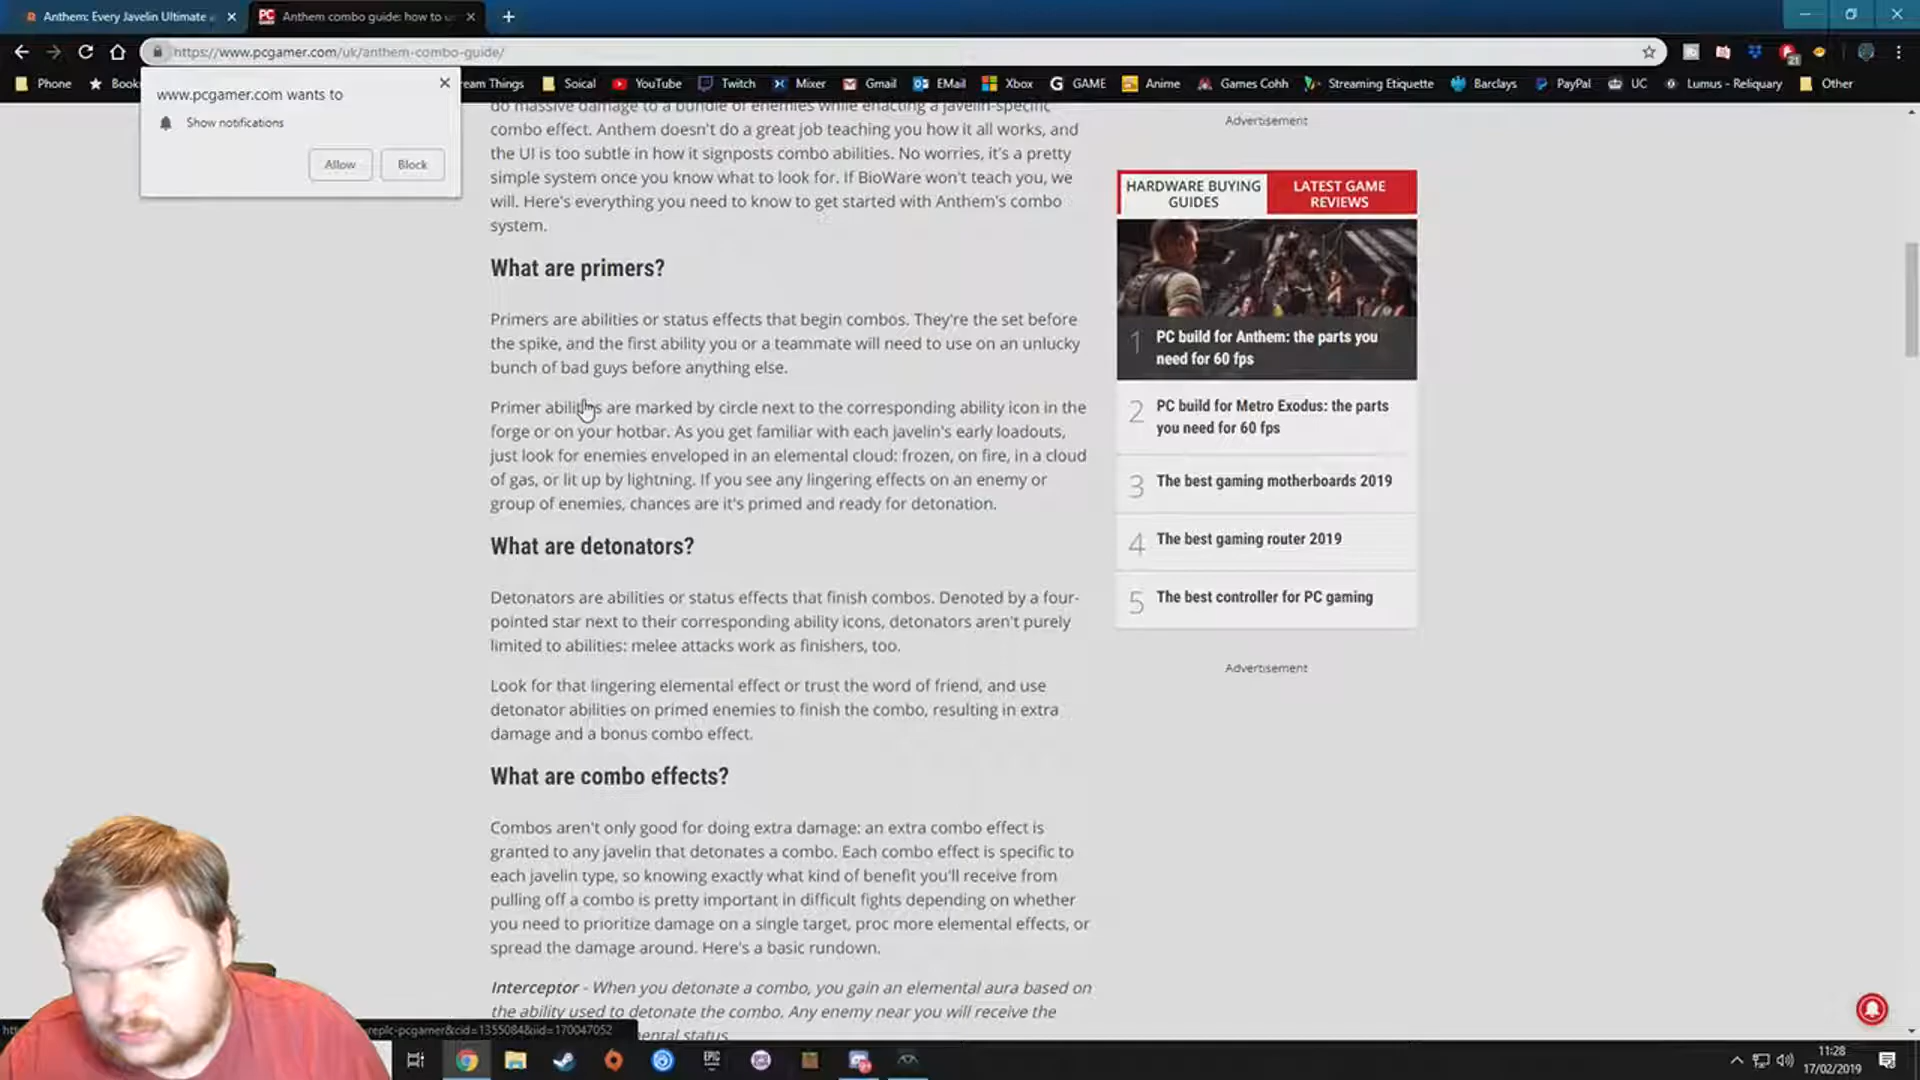 Anthem: Every Javelin Ultimate
Anthem combo guide: how to u
https://www.pcgamer.com/uk/anthem-combo-guide/
Phone
Book
eam Things
Soical
YouTube
Twitch
Mixer
Gmail
EMail
Xbox
GAME
Anime
Games Cohh
Streaming Etiquette
Barclays
PayPal
UC
Lumus - Reliquary
Other
21
www.pcgamer.com wants to
Show notifications
Allow
Block
do massive damage to a bundle of enemies while enacting a javelin-specific
combo effect. Anthem doesn't do a great job teaching you how it all works, and
the UI is too subtle in how it signposts combo abilities. No worries, it's a pretty
simple system once you know what to look for. If BioWare won't teach you, we
will. Here's everything you need to know to get started with Anthem's combo
system.
What are primers?
Primers are abilities or status effects that begin combos. They're the set before
the spike, and the first ability you or a teammate will need to use on an unlucky
bunch of bad guys before anything else.
Primer abilities are marked by circle next to the corresponding ability icon in the
forge or on your hotbar. As you get familiar with each javelin's early loadouts,
just look for enemies enveloped in an elemental cloud: frozen, on fire, in a cloud
of gas, or lit up by lightning. If you see any lingering effects on an enemy or
group of enemies, chances are it's primed and ready for detonation.
What are detonators?
Detonators are abilities or status effects that finish combos. Denoted by a four-
pointed star next to their corresponding ability icons, detonators aren't purely
limited to abilities: melee attacks work as finishers, too.
Look for that lingering elemental effect or trust the word of friend, and use
detonator abilities on primed enemies to finish the combo, resulting in extra
damage and a bonus combo effect.
What are combo effects?
Combos aren't only good for doing extra damage: an extra combo effect is
granted to any javelin that detonates a combo. Each combo effect is specific to
each javelin type, so knowing exactly what kind of benefit you'll receive from
pulling off a combo is pretty important in difficult fights depending on whether
you need to prioritize damage on a single target, proc more elemental effects, or
spread the damage around. Here's a basic rundown.
Interceptor - When you detonate a combo, you gain an elemental aura based on
the ability used to detonate the combo. Any enemy near you will receive the
mental status
Advertisement
HARDWARE BUYING
GUIDES
LATEST GAME
REVIEWS
1 PC build for Anthem: the parts you
need for 60 fps
2 PC build for Metro Exodus: the parts
you need for 60 fps
3 The best gaming motherboards 2019
4 The best gaming router 2019
5 The best controller for PC gaming
Advertisement
replc-pcgamer&cid=1355084&iid=170047052
EPIC
11:28
17/02/2019